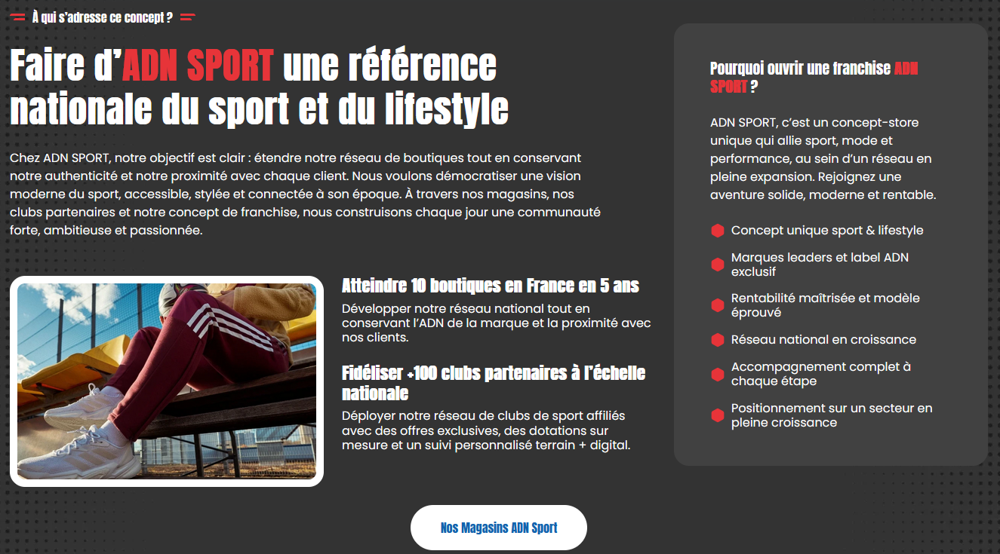 À qui s’adresse ce concept ?
Faire d’ADN SPORT une référence
nationale du sport et du lifestyle
Chez ADN SPORT, notre objectif est clair : étendre notre réseau de boutiques tout en conservant
notre authenticité et notre proximité avec chaque client. Nous voulons démocratiser une vision
moderne du sport, accessible, stylée et connectée à son époque. À travers nos magasins, nos
clubs partenaires et notre concept de franchise, nous construisons chaque jour une communauté
forte, ambitieuse et passionnée.
Atteindre 10 boutiques en France en 5 ans
Développer notre réseau national tout en
conservant l’ADN de la marque et la proximité avec
nos clients.
Fidéliser +100 clubs partenaires à l’échelle
nationale
Déployer notre réseau de clubs de sport affiliés
avec des offres exclusives, des dotations sur
mesure et un suivi personnalisé terrain + digital.
Nos Magasins ADN Sport
Pourquoi ouvrir une franchise ADN
SPORT ?
ADN SPORT, c’est un concept-store
unique qui allie sport, mode et
performance, au sein d’un réseau en
pleine expansion. Rejoignez une
aventure solide, moderne et rentable.
Concept unique sport & lifestyle
Marques leaders et label ADN
exclusif
Rentabilité maîtrisée et modèle
éprouvé
Réseau national en croissance
Accompagnement complet à
chaque étape
Positionnement sur un secteur en
pleine croissance